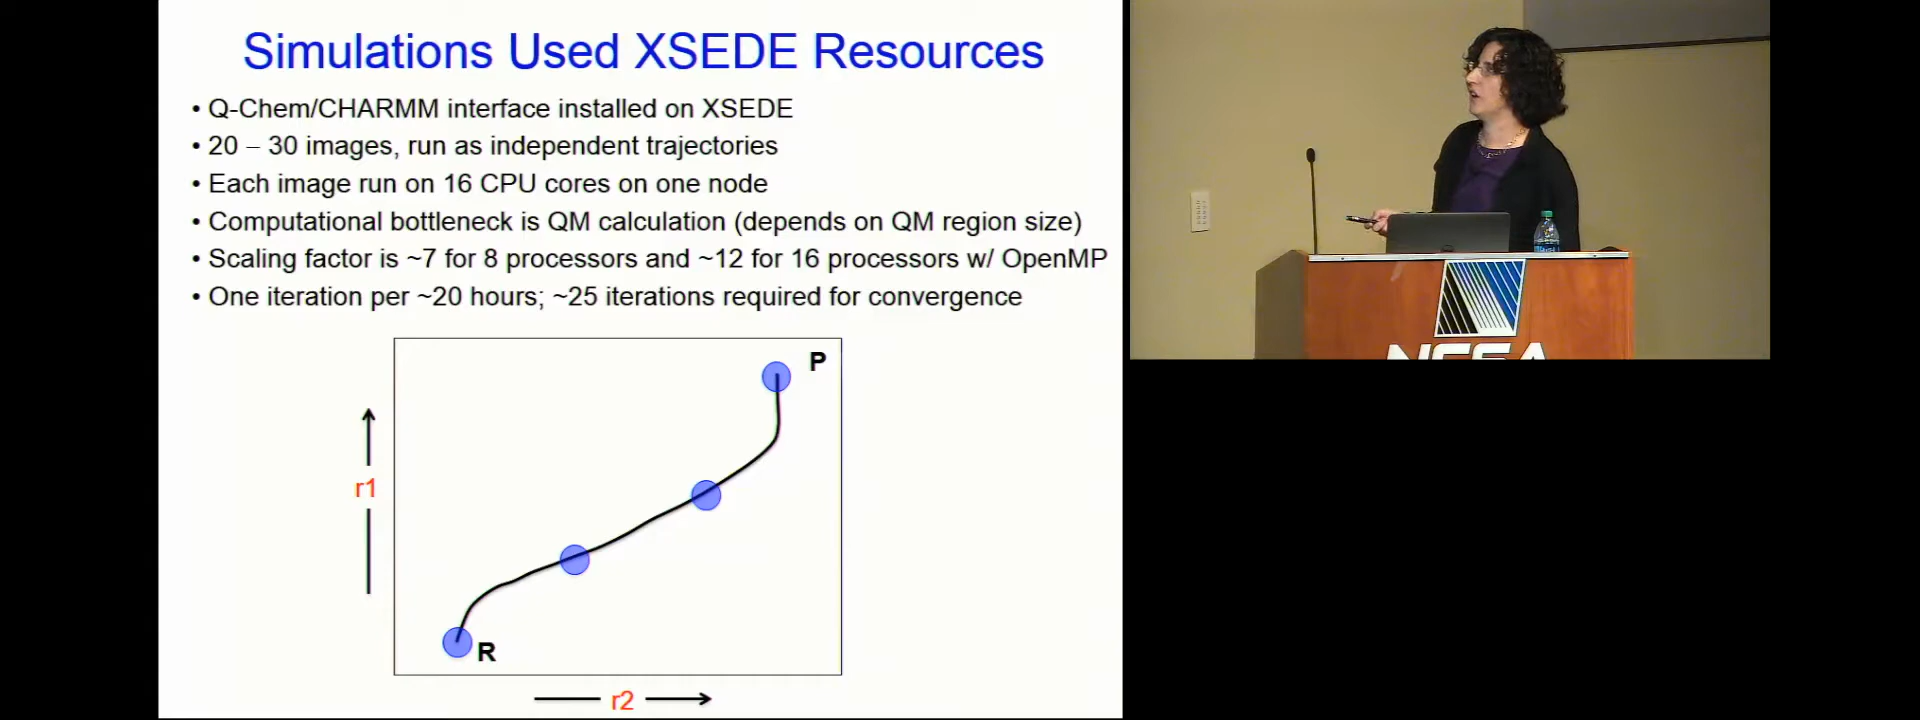 Simulations Used XSEDE Resources
• Q-Chem/CHARMM interface installed on XSEDE
• 20 – 30 images, run as independent trajectories
• Each image run on 16 CPU cores on one node
• Computational bottleneck is QM calculation (depends on QM region size)
• Scaling factor is ~7 for 8 processors and ~12 for 16 processors w/ OpenMP
• One iteration per ~20 hours; ~25 iterations required for convergence
P
r1
R
r2
NCSA